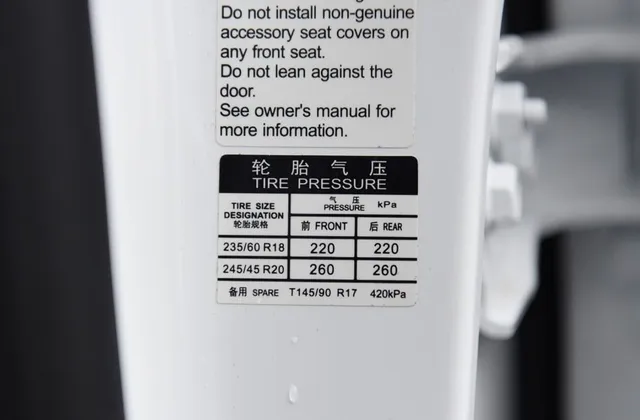 Do not install non-genuine
accessory seat covers on
any front seat.
Do not lean against the
door.
See owner's manual for
more information.
轮 胎 气 压
TIRE PRESSURE
TIRE SIZE
DESIGNATION
轮胎规格
气 压
PRESSURE kPa
前 FRONT 后 REAR
235/60 R18 220 220
245/45 R20 260 260
备用 SPARE T145/90 R17 420kPa